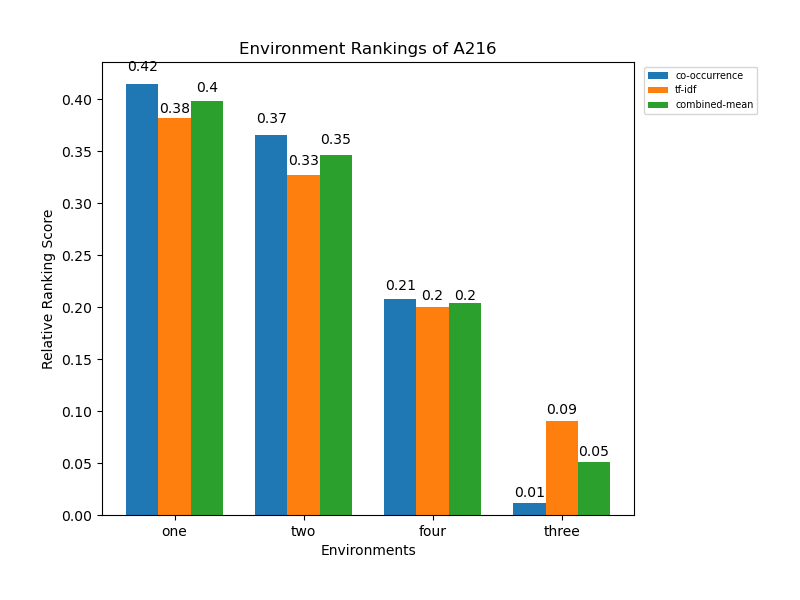 Environment Rankings of A216
co-occurrence
tf-idf
combined-mean
0.42
0.38
0.4
0.37
0.33
0.35
0.21
0.2
0.2
0.01
0.09
0.05
Relative Ranking Score
0.40
0.35
0.30
0.25
0.20
0.15
0.10
0.05
0.00
one
two
four
three
Environments